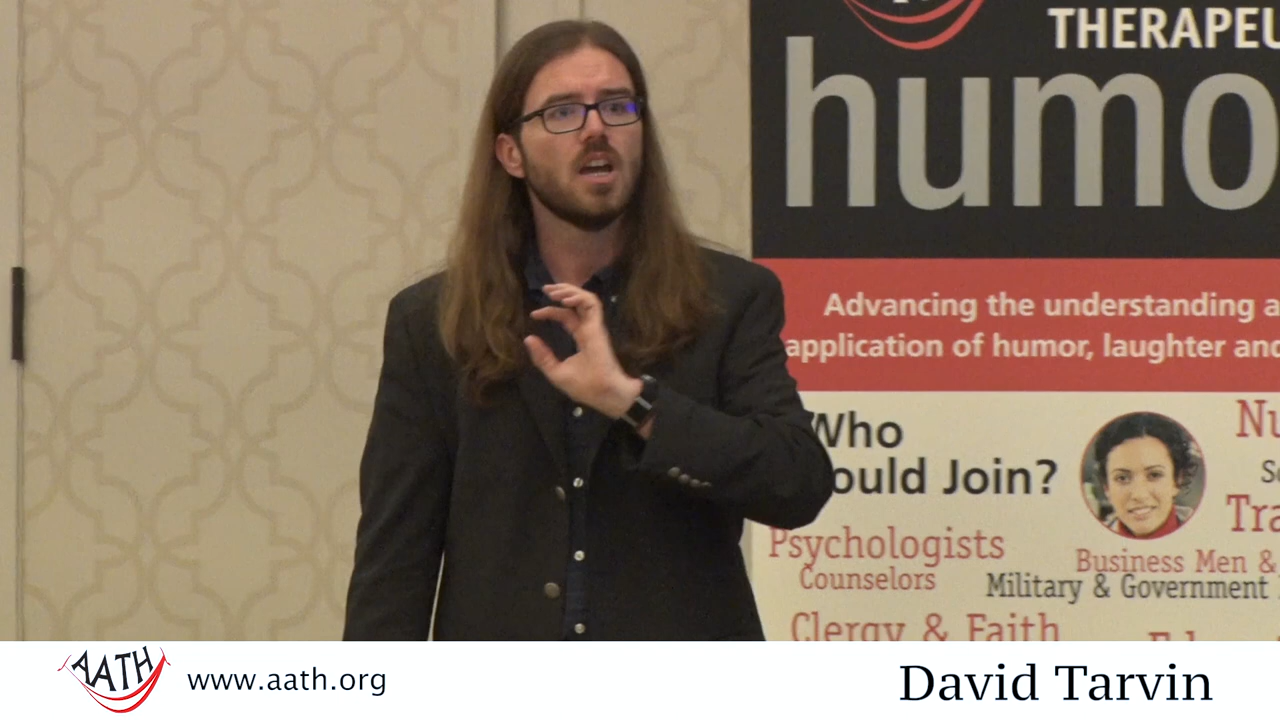 THERAPEU
humo
Advancing the understanding a
application of humor, laughter and
Who
ould Join?
Nu
Tra
Psychologists
Counselors
Business Men &
Military & Government
Clergy & Faith
AATH
www.aath.org
David Tarvin